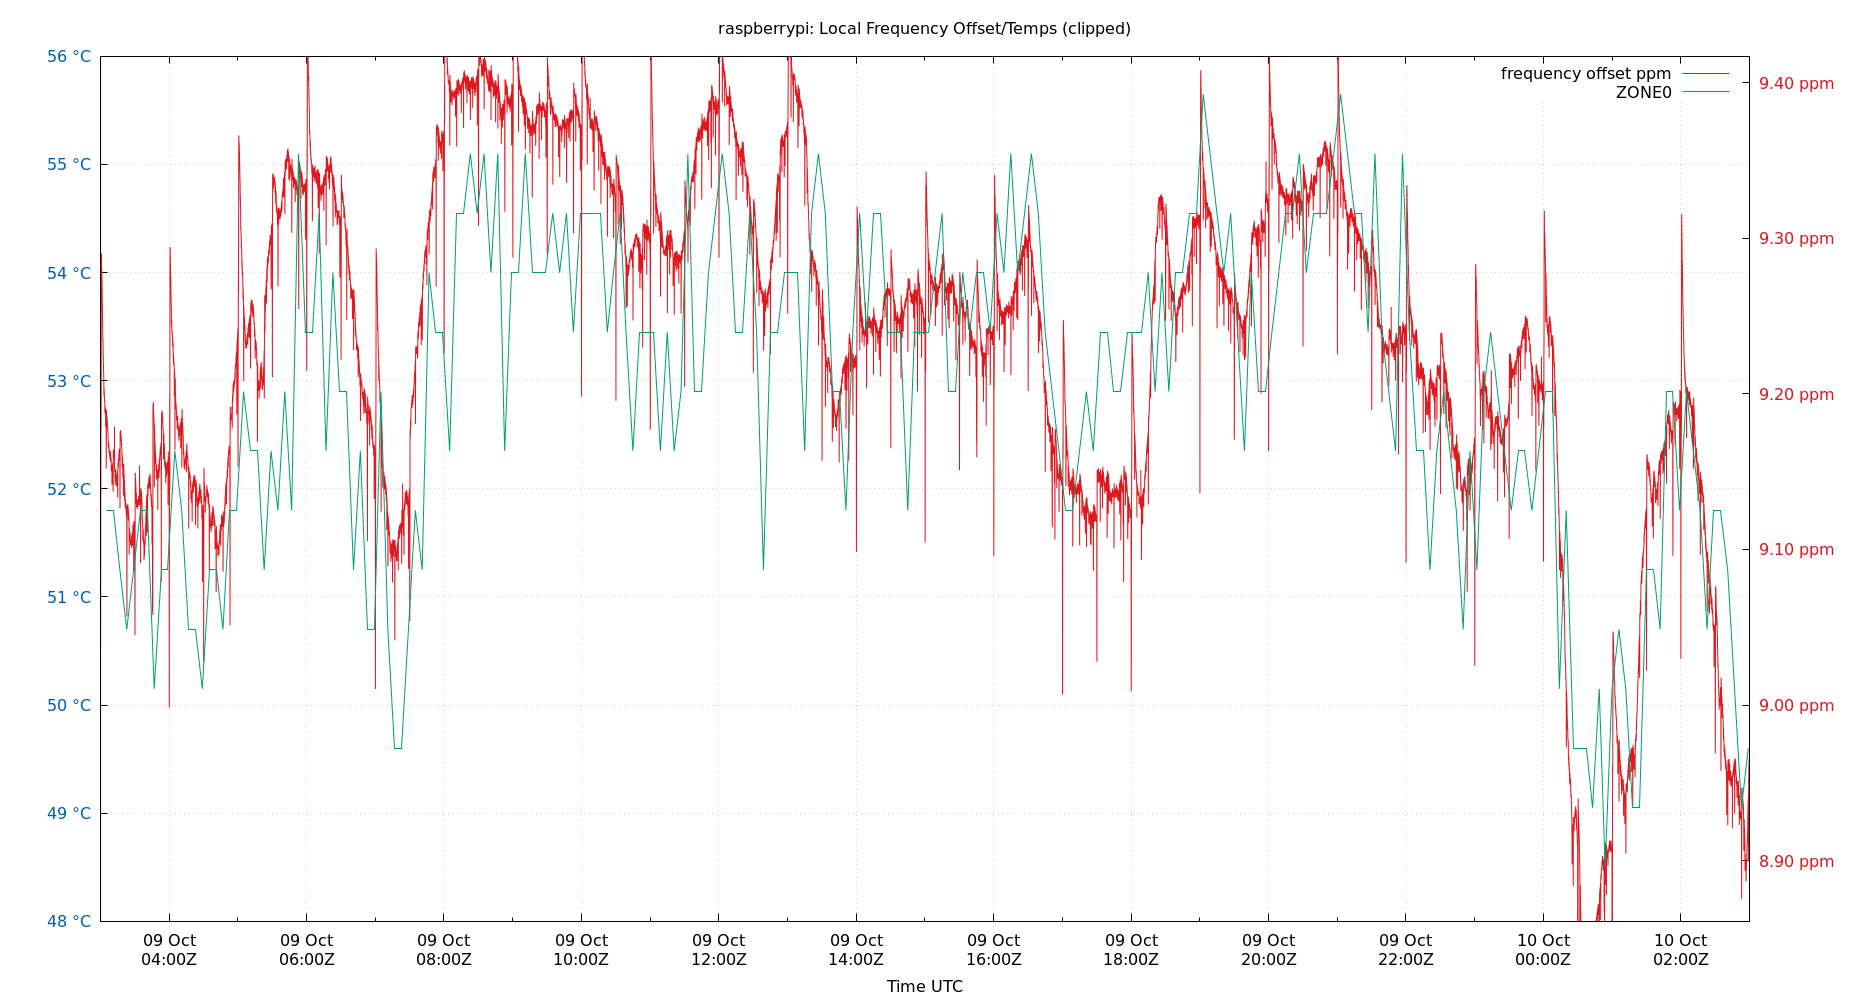 raspberrypi: Local Frequency Offset/Temps (clipped)
56 °C
55 °C
54 °C
53 °C
52 °C
51 °C
50 °C
49 °C
48 °C
frequency offset ppm
ZONE0
9.40 ppm
9.30 ppm
9.20 ppm
9.10 ppm
9.00 ppm
8.90 ppm
09 Oct 09 Oct 09 Oct 09 Oct 09 Oct 09 Oct 09 Oct 09 Oct 09 Oct 09 Oct 10 Oct 10 Oct
04:00Z 06:00Z 08:00Z 10:00Z 12:00Z 14:00Z 16:00Z 18:00Z 20:00Z 22:00Z 00:00Z 02:00Z
Time UTC